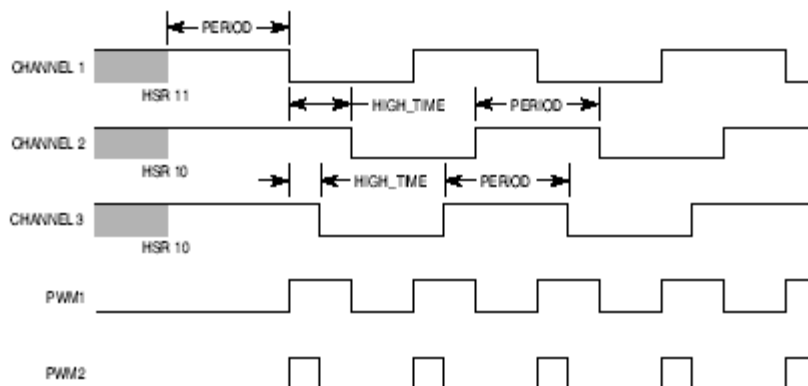 PERIOD
CHANNEL 1
HSR 11
HIGH_TIME
PERIOD
CHANNEL 2
HSR 10
HIGH_TIME
PERIOD
CHANNEL 3
HSR 10
PWM1
PWM2